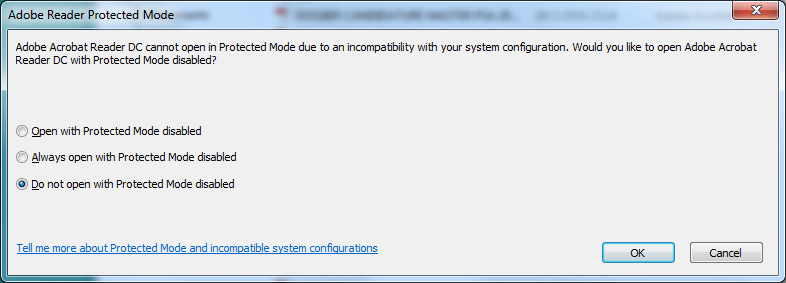 Adobe Reader Protected Mode
Adobe Acrobat Reader DC cannot open in Protected Mode due to an incompatibility with your system configuration. Would you like to open Adobe Acrobat
Reader DC with Protected Mode disabled?
Open with Protected Mode disabled
Always open with Protected Mode disabled
Do not open with Protected Mode disabled
Tell me more about Protected Mode and incompatible system configurations
OK
Cancel